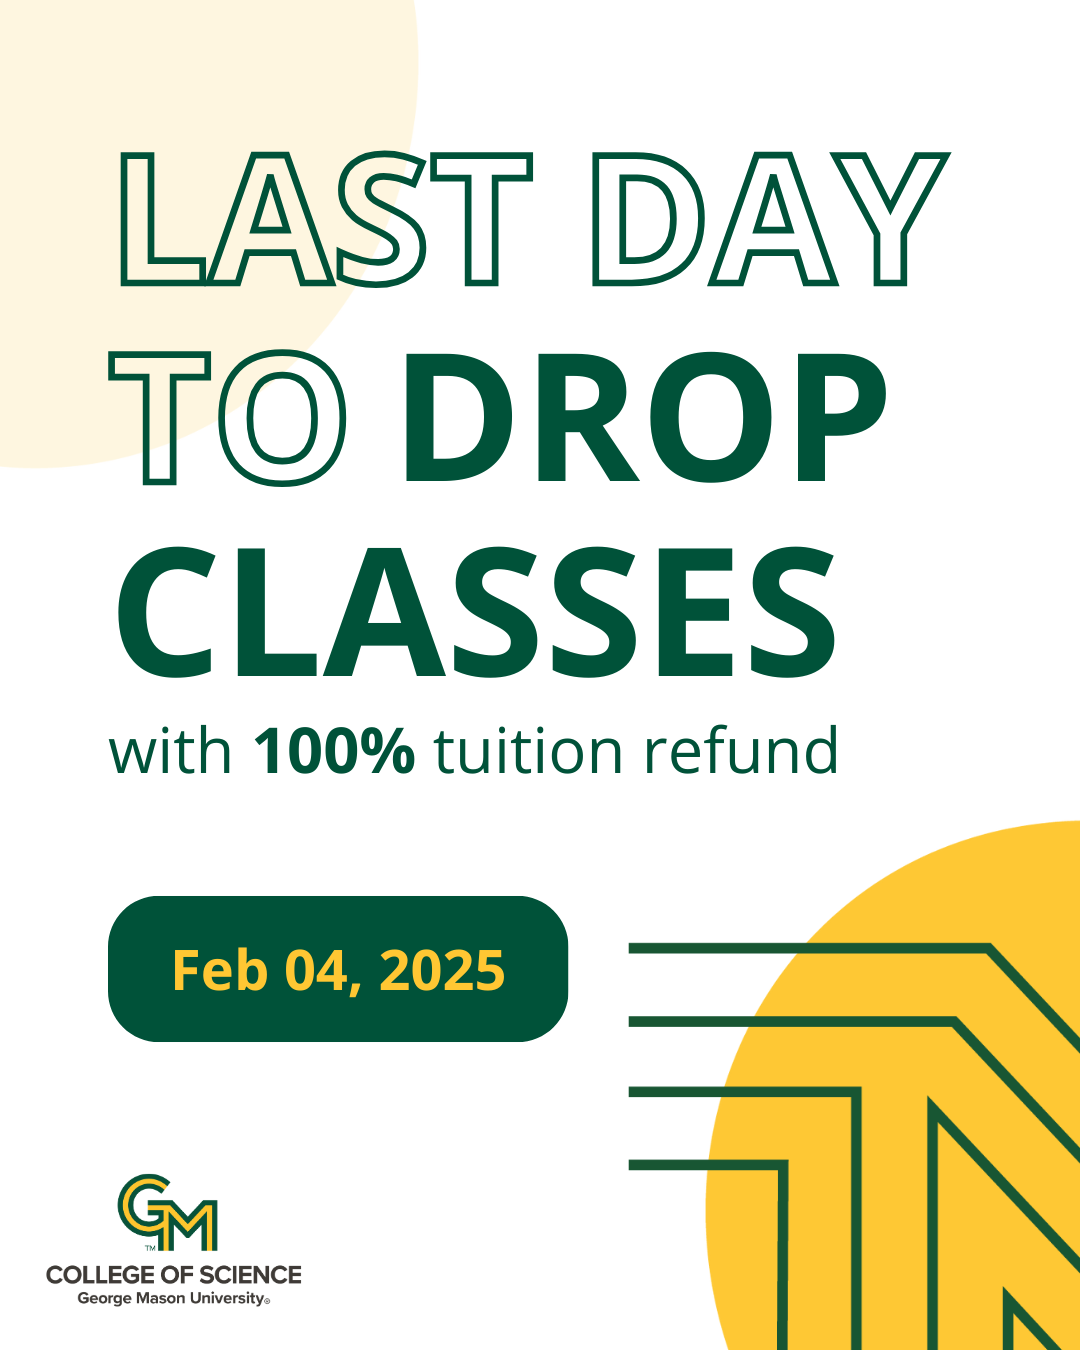 LAST DAY
TO DROP
CLASSES
with 100% tuition refund
Feb 04, 2025
GM
TM
COLLEGE OF SCIENCE
George Mason University®